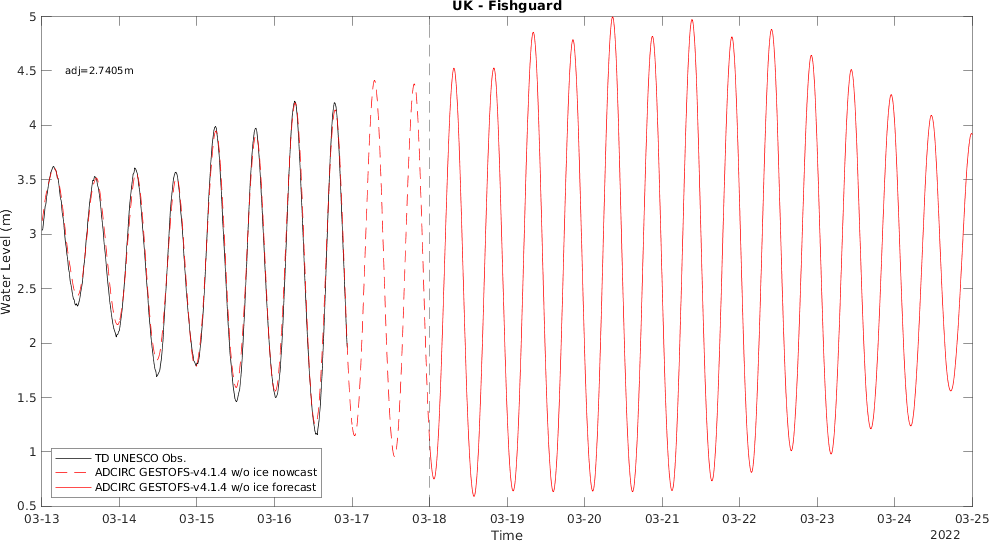 UK - Fishguard
5
4.5
4
3.5
3
2.5
2
1.5
1
0.5
Water Level (m)
adj=2.7405m
TD UNESCO Obs.
ADCIRC GESTOFS-v4.1.4 w/o ice nowcast
ADCIRC GESTOFS-v4.1.4 w/o ice forecast
03-13 03-14 03-15 03-16 03-17 03-18 03-19 03-20 03-21 03-22 03-23 03-24 03-25
Time
2022